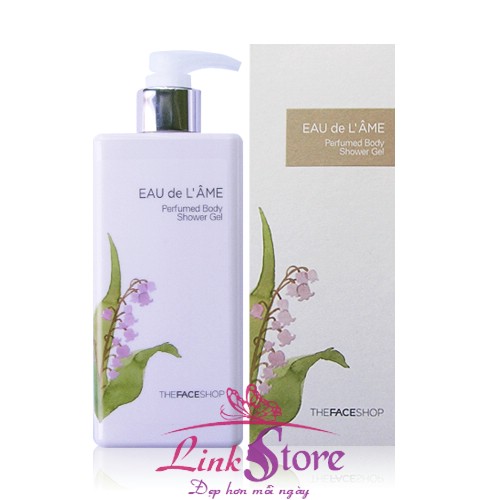 EAU de L'ÂME
Perfumed Body
Shower Gel
THEFACESHOP
EAU de L'ÂME
Perfumed Body
Shower Gel
THEFACESHOP
Link Store
Đẹp hơn mỗi ngày